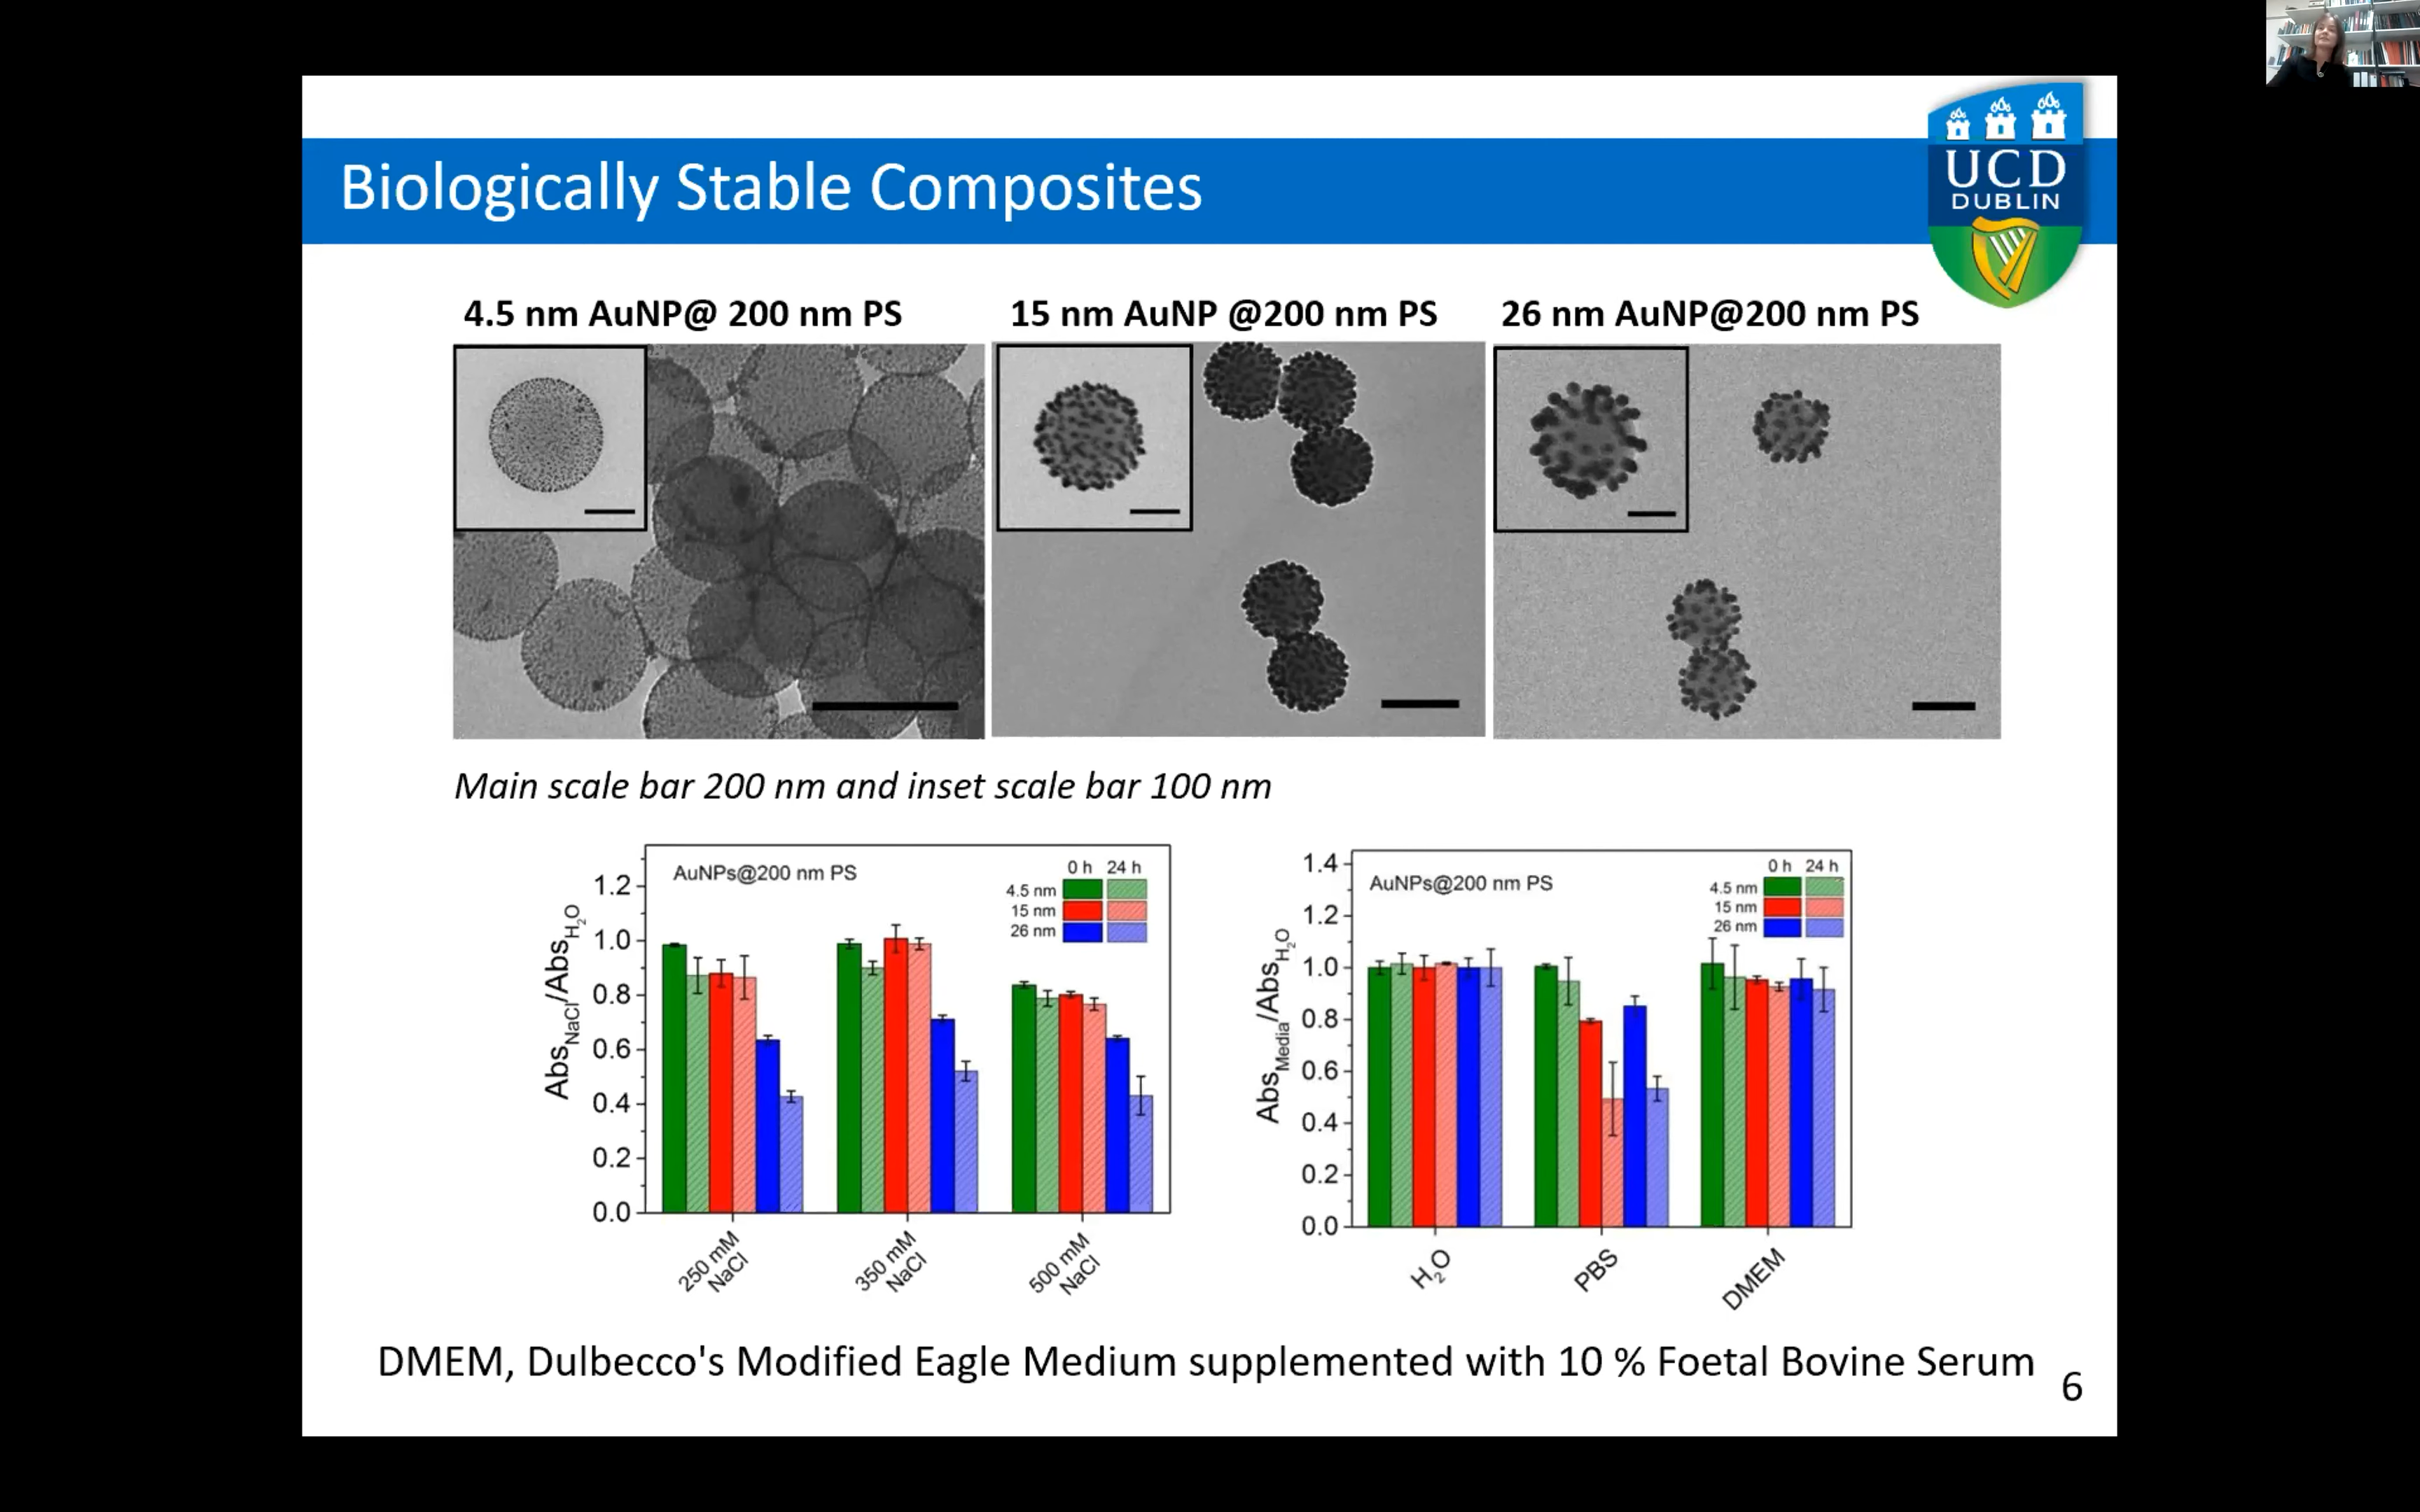 Biologically Stable Composites
UCD
DUBLIN
4.5 nm AuNP@ 200 nm PS
15 nm AuNP @200 nm PS
26 nm AuNP@200 nm PS
Main scale bar 200 nm and inset scale bar 100 nm
AuNPs@200 nm PS
0 h 24 h
4.5 nm
15 nm
26 nm
Abs_NaCl/Abs_H₂O
1.2
1.0
0.8
0.6
0.4
0.2
0.0
250 mM
NaCl
350 mM
NaCl
500 mM
NaCl
AuNPs@200 nm PS
0 h 24 h
4.5 nm
15 nm
26 nm
Abs_Media/Abs_H₂O
1.4
1.2
1.0
0.8
0.6
0.4
0.2
0.0
H₂O
PBS
DMEM
DMEM, Dulbecco's Modified Eagle Medium supplemented with 10 % Foetal Bovine Serum
6